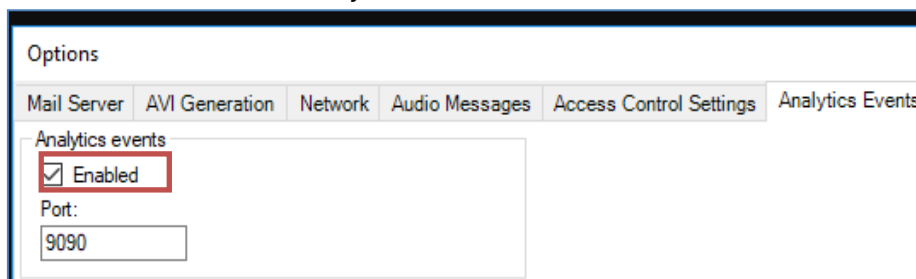 Options
Mail Server AVI Generation Network Audio Messages Access Control Settings Analytics Events
Analytics events
Enabled
Port:
9090